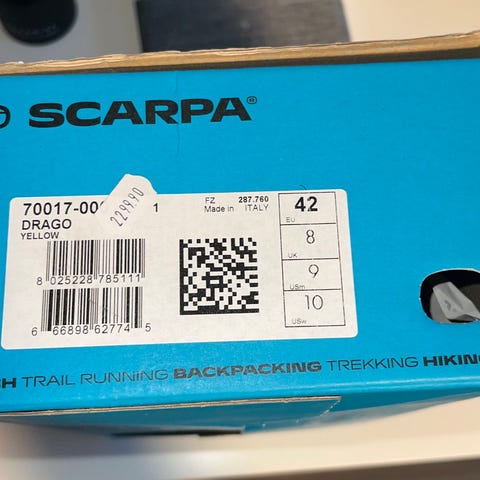 SCARPA®
70017-00 1
2299,90
DRAGO
YELLOW
FZ 287.760
Made in ITALY
42
EU
8
UK
9
USm
10
USw
8 025228 785111
6 66898 62774 5
TRAIL RUNNING BACKPACKING TREKKING HIKING